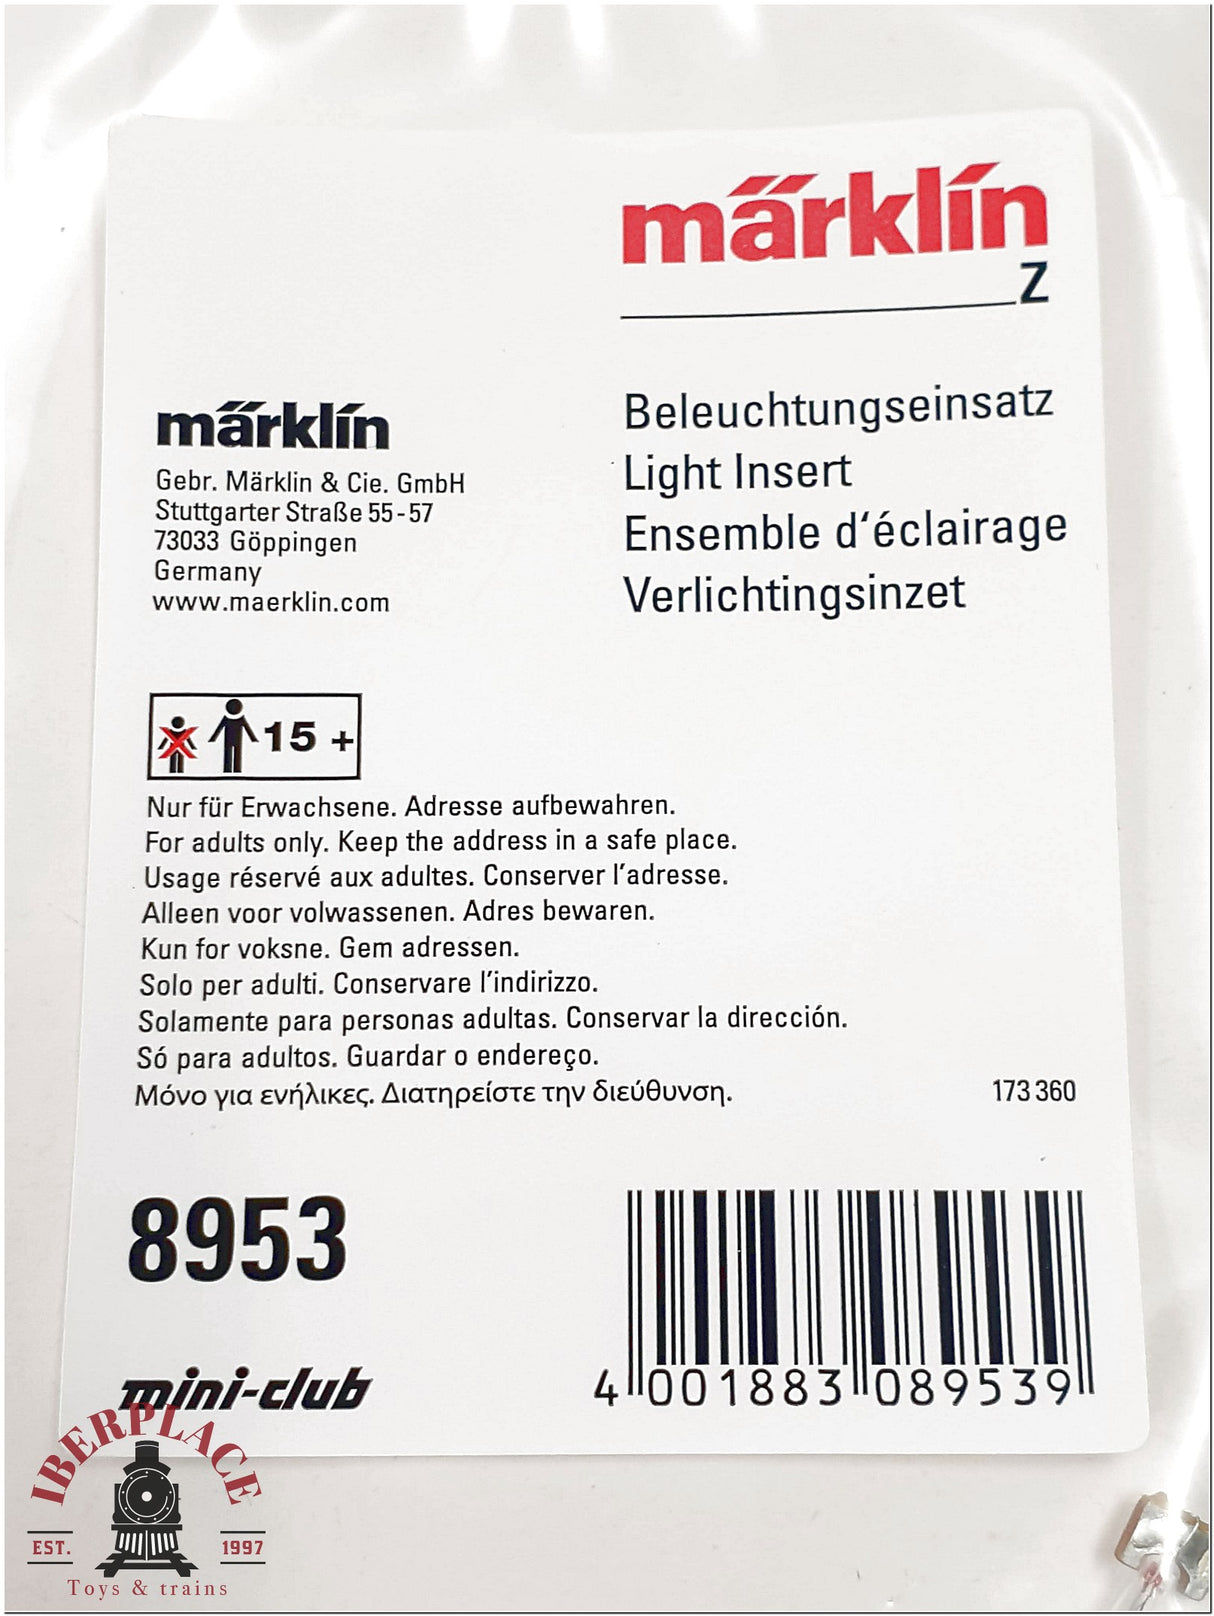 märklin
Z
Beleuchtungseinsatz
Light Insert
Ensemble d‘éclairage
Verlichtingsinzet
märklin
Gebr. Märklin & Cie. GmbH
Stuttgarter Straße 55-57
73033 Göppingen
Germany
www.maerklin.com
15 +
Nur für Erwachsene. Adresse aufbewahren.
For adults only. Keep the address in a safe place.
Usage réservé aux adultes. Conserver l’adresse.
Alleen voor volwassenen. Adres bewaren.
Kun for voksne. Gem adressen.
Solo per adulti. Conservare l’indirizzo.
Solamente para personas adultas. Conservar la dirección.
Só para adultos. Guardar o endereço.
Μόνο για ενήλικες. Διατηρείστε την διεύθυνση.
173 360
8953
mini-club
4 001883 089539
IBERPLACE
EST. 1997
Toys & trains